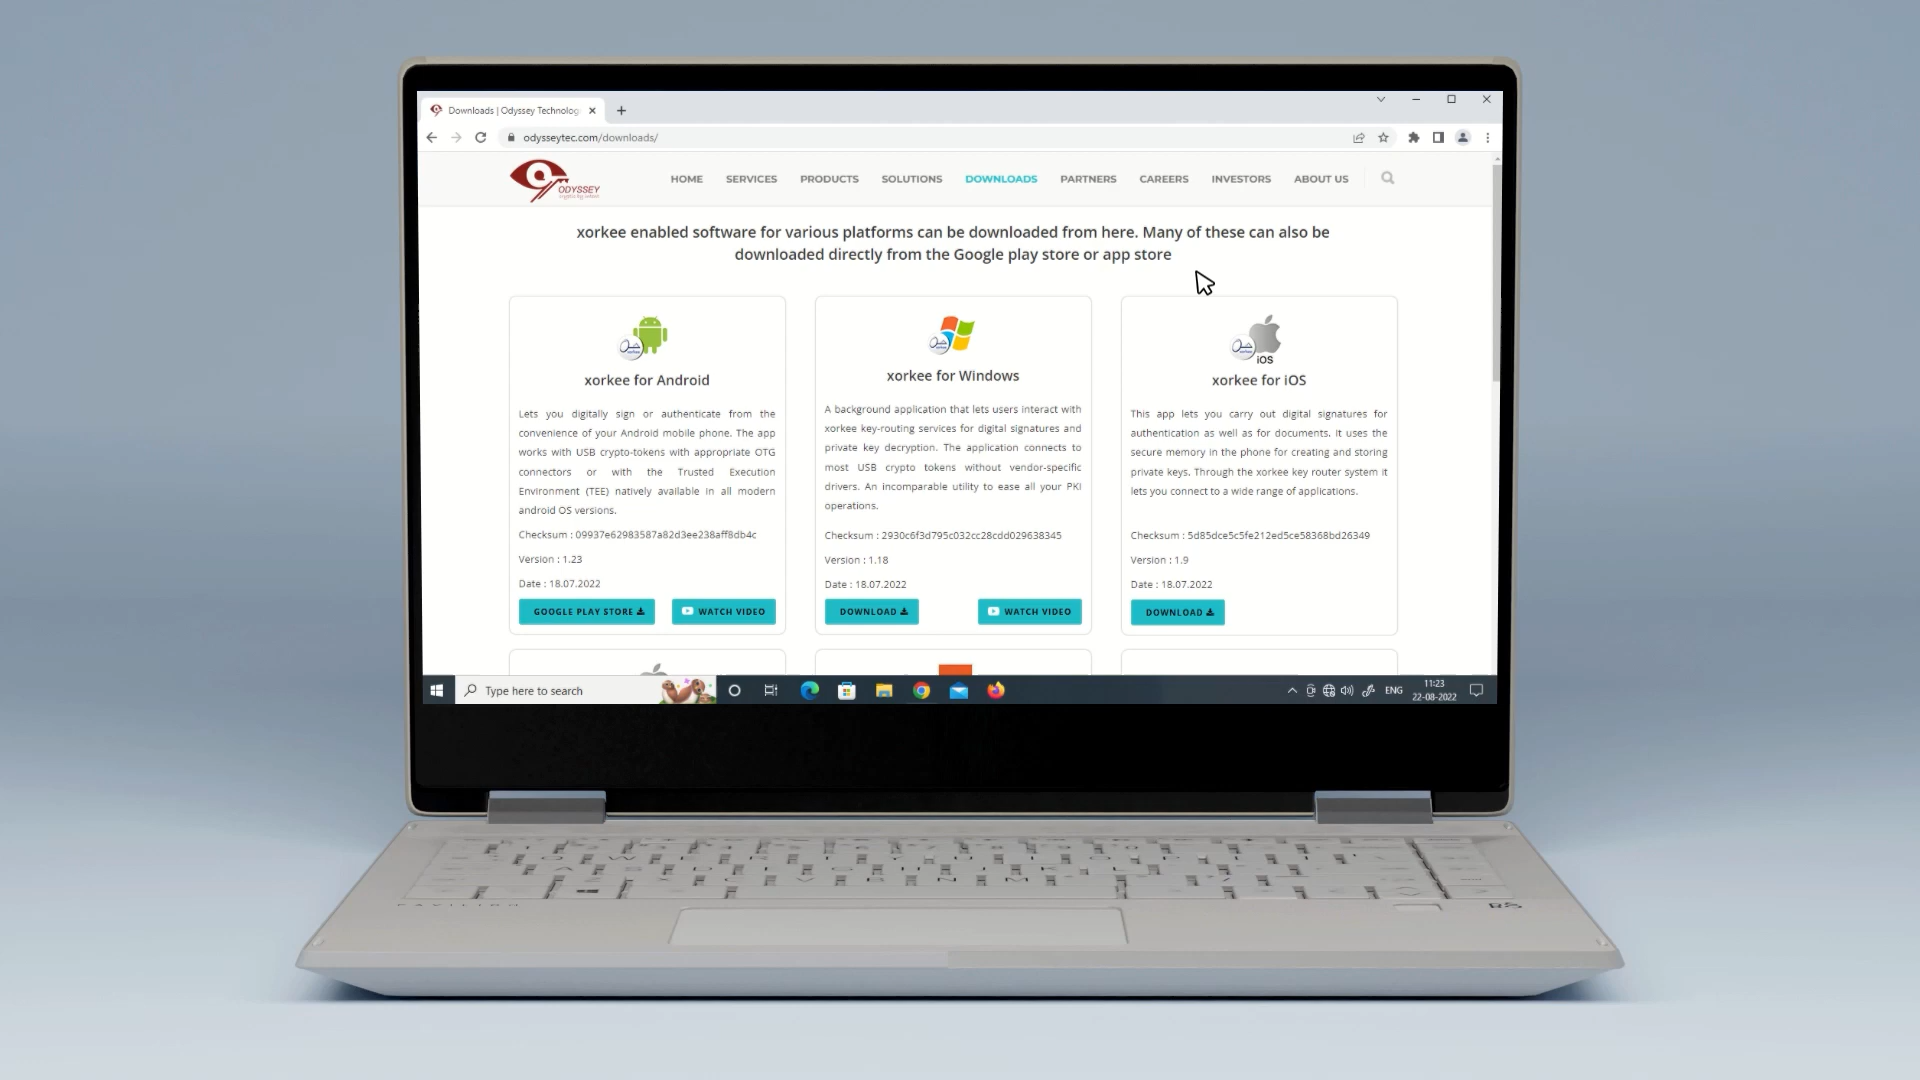 Downloads | Odyssey Technolog
odysseytec.com/downloads/
ODYSSEY
HOME SERVICES PRODUCTS SOLUTIONS DOWNLOADS PARTNERS CAREERS INVESTORS ABOUT US
xorkee enabled software for various platforms can be downloaded from here. Many of these can also be
downloaded directly from the Google play store or app store
xorkee for Android
Lets you digitally sign or authenticate from the
convenience of your Android mobile phone. The app
works with USB crypto-tokens with appropriate OTG
connectors or with the Trusted Execution
Environment (TEE) natively available in all modern
android OS versions.
Checksum : 09937e62983587a82d3ee238aff8db4c
Version : 1.23
Date : 18.07.2022
GOOGLE PLAY STORE WATCH VIDEO
xorkee for Windows
A background application that lets users interact with
xorkee key-routing services for digital signatures and
private key decryption. The application connects to
most USB crypto tokens without vendor-specific
drivers. An incomparable utility to ease all your PKI
operations.
Checksum : 2930c6f3d795c032cc28cdd029638345
Version : 1.18
Date : 18.07.2022
DOWNLOAD WATCH VIDEO
iOS
xorkee for iOS
This app lets you carry out digital signatures for
authentication as well as for documents. It uses the
secure memory in the phone for creating and storing
private keys. Through the xorkee key router system it
lets you connect to a wide range of applications.
Checksum : 5d85dce5c5fe212ed5ce58368bd26349
Version : 1.9
Date : 18.07.2022
DOWNLOAD
Type here to search
ENG
11:23
22-08-2022
PAVILION